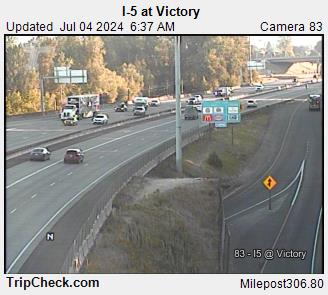 I-5 at Victory
Updated Jul 04 2024 6:37 AM
Camera 83
N
83 - I5 @ Victory
TripCheck.com
Milepost306.80